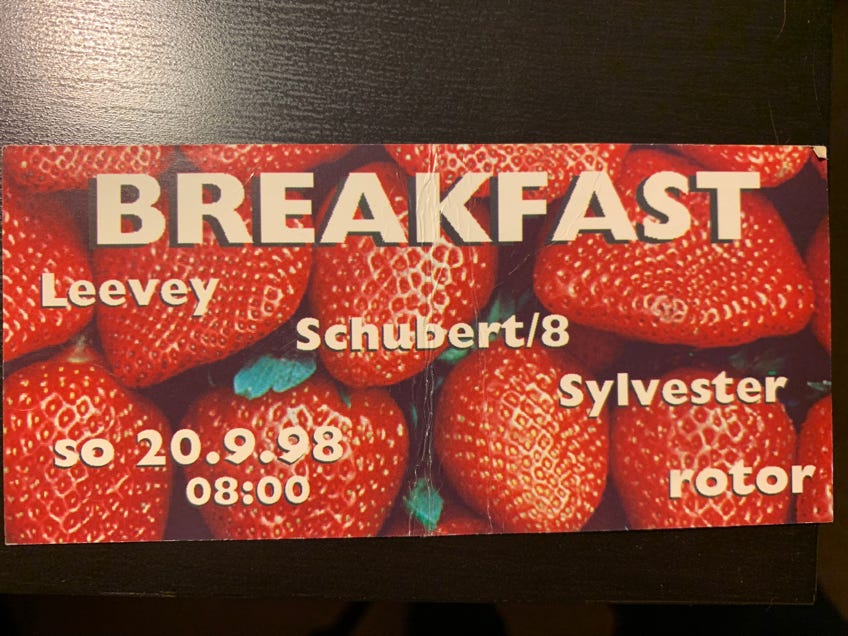 BREAKFAST
Leevey
Schubert/8
Sylvester
so 20.9.98
08:00
rotor